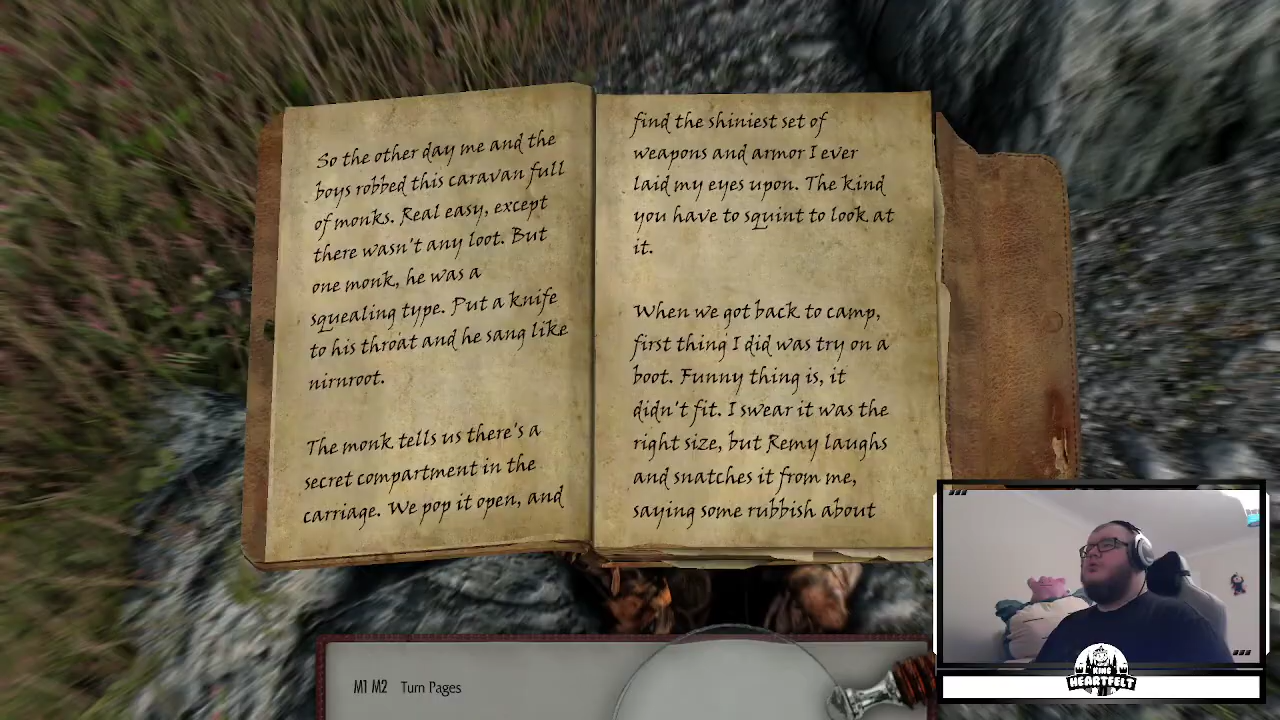 So the other day me and the
boys robbed this caravan full
of monks. Real easy, except
there wasn't any loot. But
one monk, he was a
squealing type. Put a knife
to his throat and he sang like
nirnroot.
The monk tells us there's a
secret compartment in the
carriage. We pop it open, and
find the shiniest set of
weapons and armor I ever
laid my eyes upon. The kind
you have to squint to look at
it.
When we got back to camp,
first thing I did was try on a
boot. Funny thing is, it
didn't fit. I swear it was the
right size, but Remy laughs
and snatches it from me,
saying some rubbish about
M1 M2 Turn Pages
KING
HEARTFELT